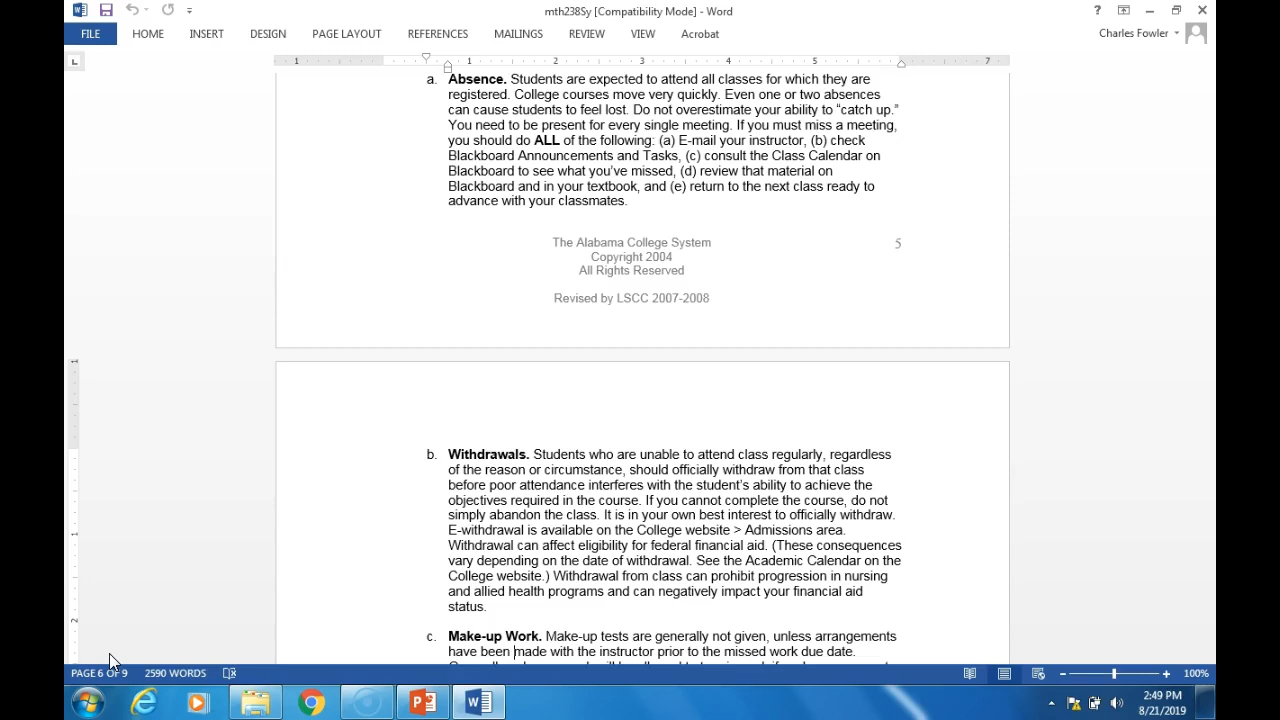 mth238Sy [Compatibility Mode] - Word
?
FILE HOME INSERT DESIGN PAGE LAYOUT REFERENCES MAILINGS REVIEW VIEW Acrobat Charles Fowler
1 1 2 3 4 5 7
a. Absence. Students are expected to attend all classes for which they are
registered. College courses move very quickly. Even one or two absences
can cause students to feel lost. Do not overestimate your ability to “catch up.”
You need to be present for every single meeting. If you must miss a meeting,
you should do ALL of the following: (a) E-mail your instructor, (b) check
Blackboard Announcements and Tasks, (c) consult the Class Calendar on
Blackboard to see what you’ve missed, (d) review that material on
Blackboard and in your textbook, and (e) return to the next class ready to
advance with your classmates.
The Alabama College System 5
Copyright 2004
All Rights Reserved
Revised by LSCC 2007-2008
b. Withdrawals. Students who are unable to attend class regularly, regardless
of the reason or circumstance, should officially withdraw from that class
before poor attendance interferes with the student’s ability to achieve the
objectives required in the course. If you cannot complete the course, do not
simply abandon the class. It is in your own best interest to officially withdraw.
E-withdrawal is available on the College website > Admissions area.
Withdrawal can affect eligibility for federal financial aid. (These consequences
vary depending on the date of withdrawal. See the Academic Calendar on the
College website.) Withdrawal from class can prohibit progression in nursing
and allied health programs and can negatively impact your financial aid
status.
c. Make-up Work. Make-up tests are generally not given, unless arrangements
have been made with the instructor prior to the missed work due date.
PAGE 6 OF 9 2590 WORDS 100%
2:49 PM
8/21/2019